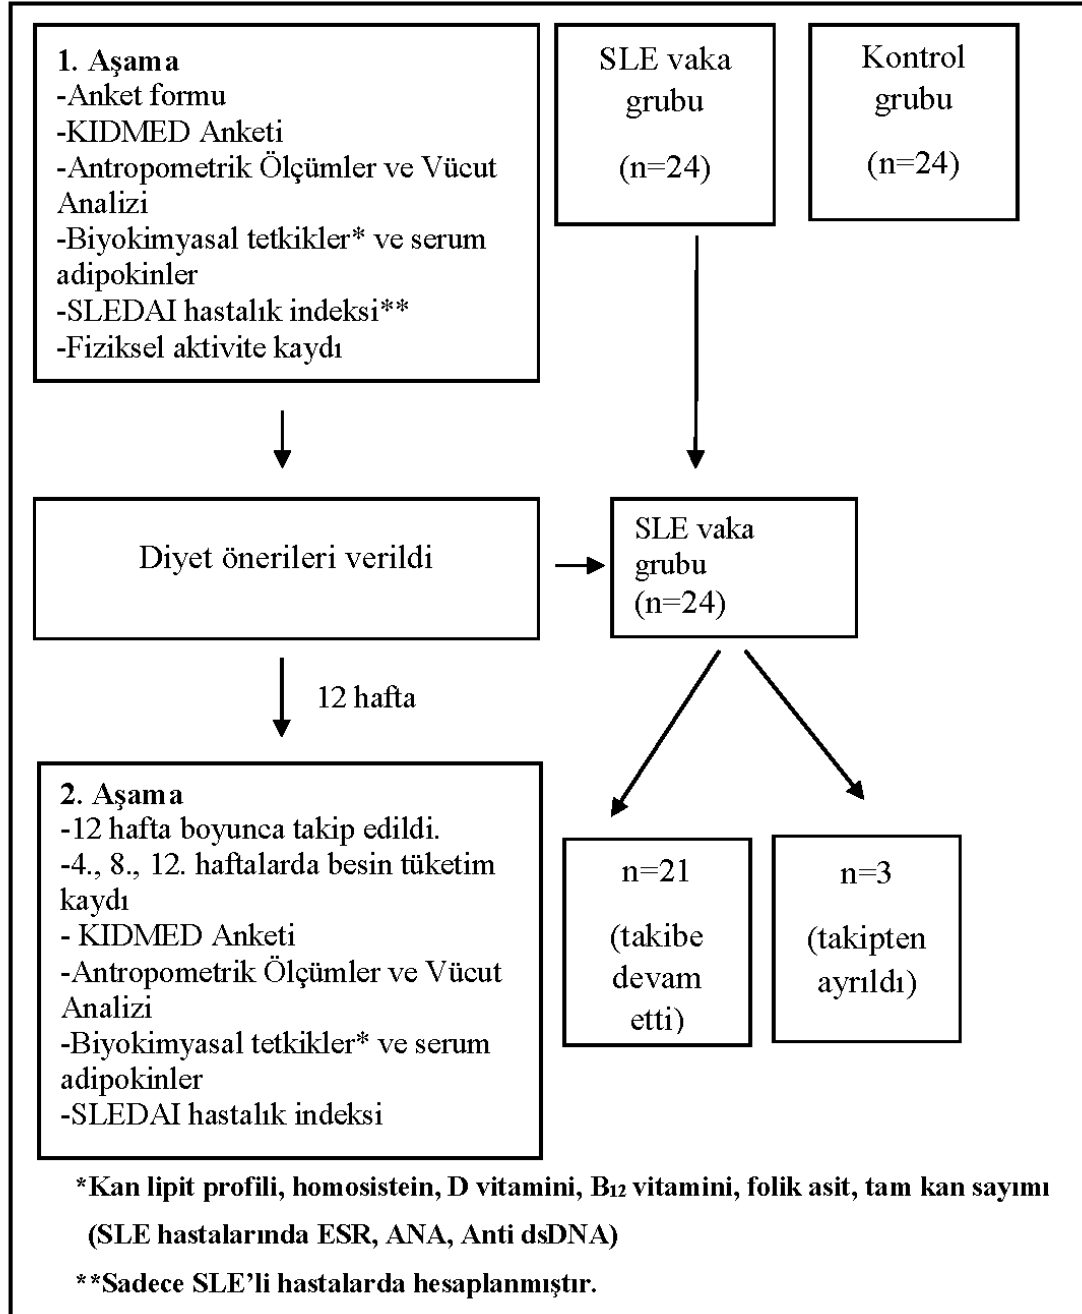 1. Aşama
-Anket formu
-KIDMED Anketi
-Antropometrik Ölçümler ve Vücut
Analizi
-Biyokimyasal tetkikler* ve serum
adipokinler
-SLEDAI hastalık indeksi**
-Fiziksel aktivite kaydı
SLE vaka
grubu
(n=24)
Kontrol
grubu
(n=24)
Diyet önerileri verildi
SLE vaka
grubu
(n=24)
12 hafta
2. Aşama
-12 hafta boyunca takip edildi.
-4., 8., 12. haftalarda besin tüketim
kaydı
- KIDMED Anketi
-Antropometrik Ölçümler ve Vücut
Analizi
-Biyokimyasal tetkikler* ve serum
adipokinler
-SLEDAI hastalık indeksi
n=21
(takibe
devam
etti)
n=3
(takipten
ayrıldı)
*Kan lipit profili, homosistein, D vitamini, B₁₂ vitamini, folik asit, tam kan sayımı
(SLE hastalarında ESR, ANA, Anti dsDNA)
**Sadece SLE’li hastalarda hesaplanmıştır.